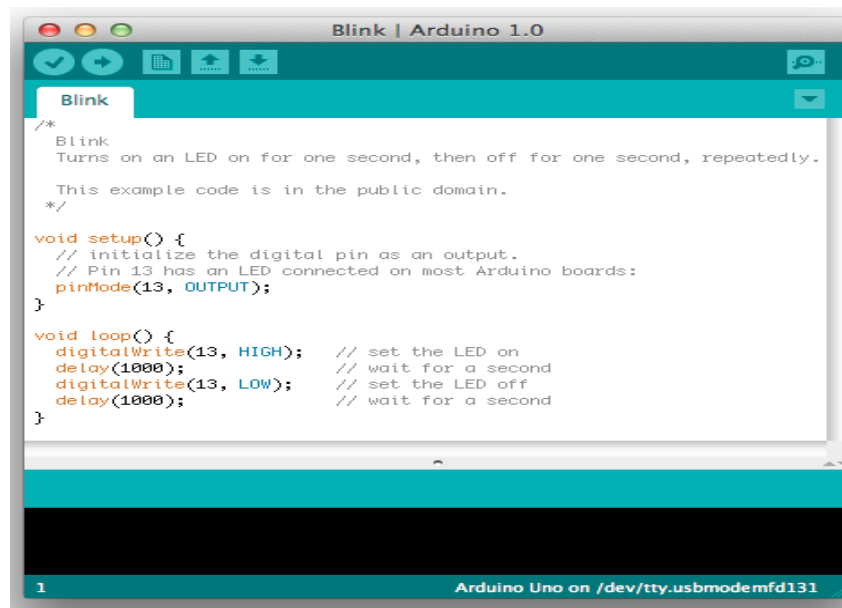 Blink | Arduino 1.0
Blink
/*
  Blink
  Turns on an LED on for one second, then off for one second, repeatedly.

  This example code is in the public domain.
 */

void setup() {
  // initialize the digital pin as an output.
  // Pin 13 has an LED connected on most Arduino boards:
  pinMode(13, OUTPUT);
}

void loop() {
  digitalWrite(13, HIGH);   // set the LED on
  delay(1000);              // wait for a second
  digitalWrite(13, LOW);    // set the LED off
  delay(1000);              // wait for a second
}
1 Arduino Uno on /dev/tty.usbmodemfd131